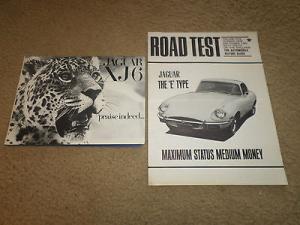 JAGUAR
XJ6
praise indeed...
ROAD TEST
JAGUAR
THE 'E' TYPE
MAXIMUM STATUS MEDIUM MONEY